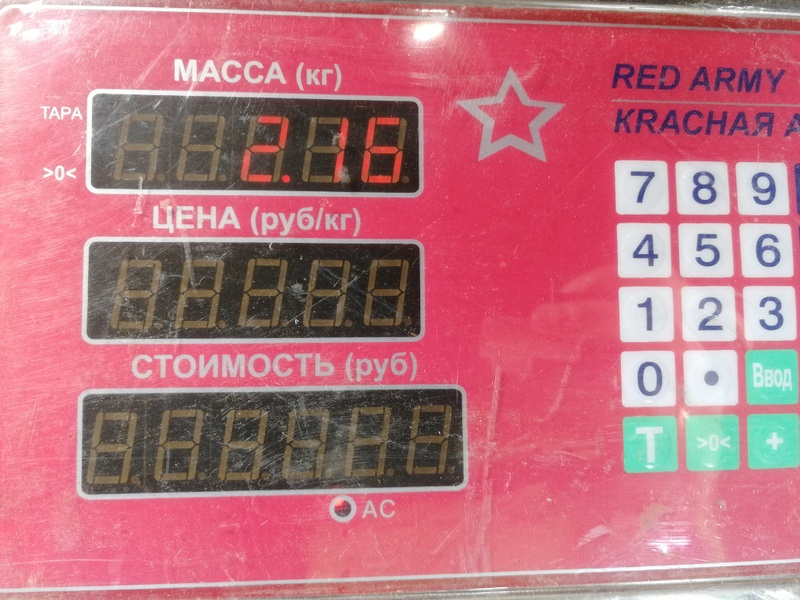 МАССА (кг)
ТАРА
2.16
>0<
ЦЕНА (руб/кг)
СТОИМОСТЬ (руб)
AC
RED ARMY
КRАСНАЯ А
7 8 9
4 5 6
1 2 3
0 • Ввод
T >0< +